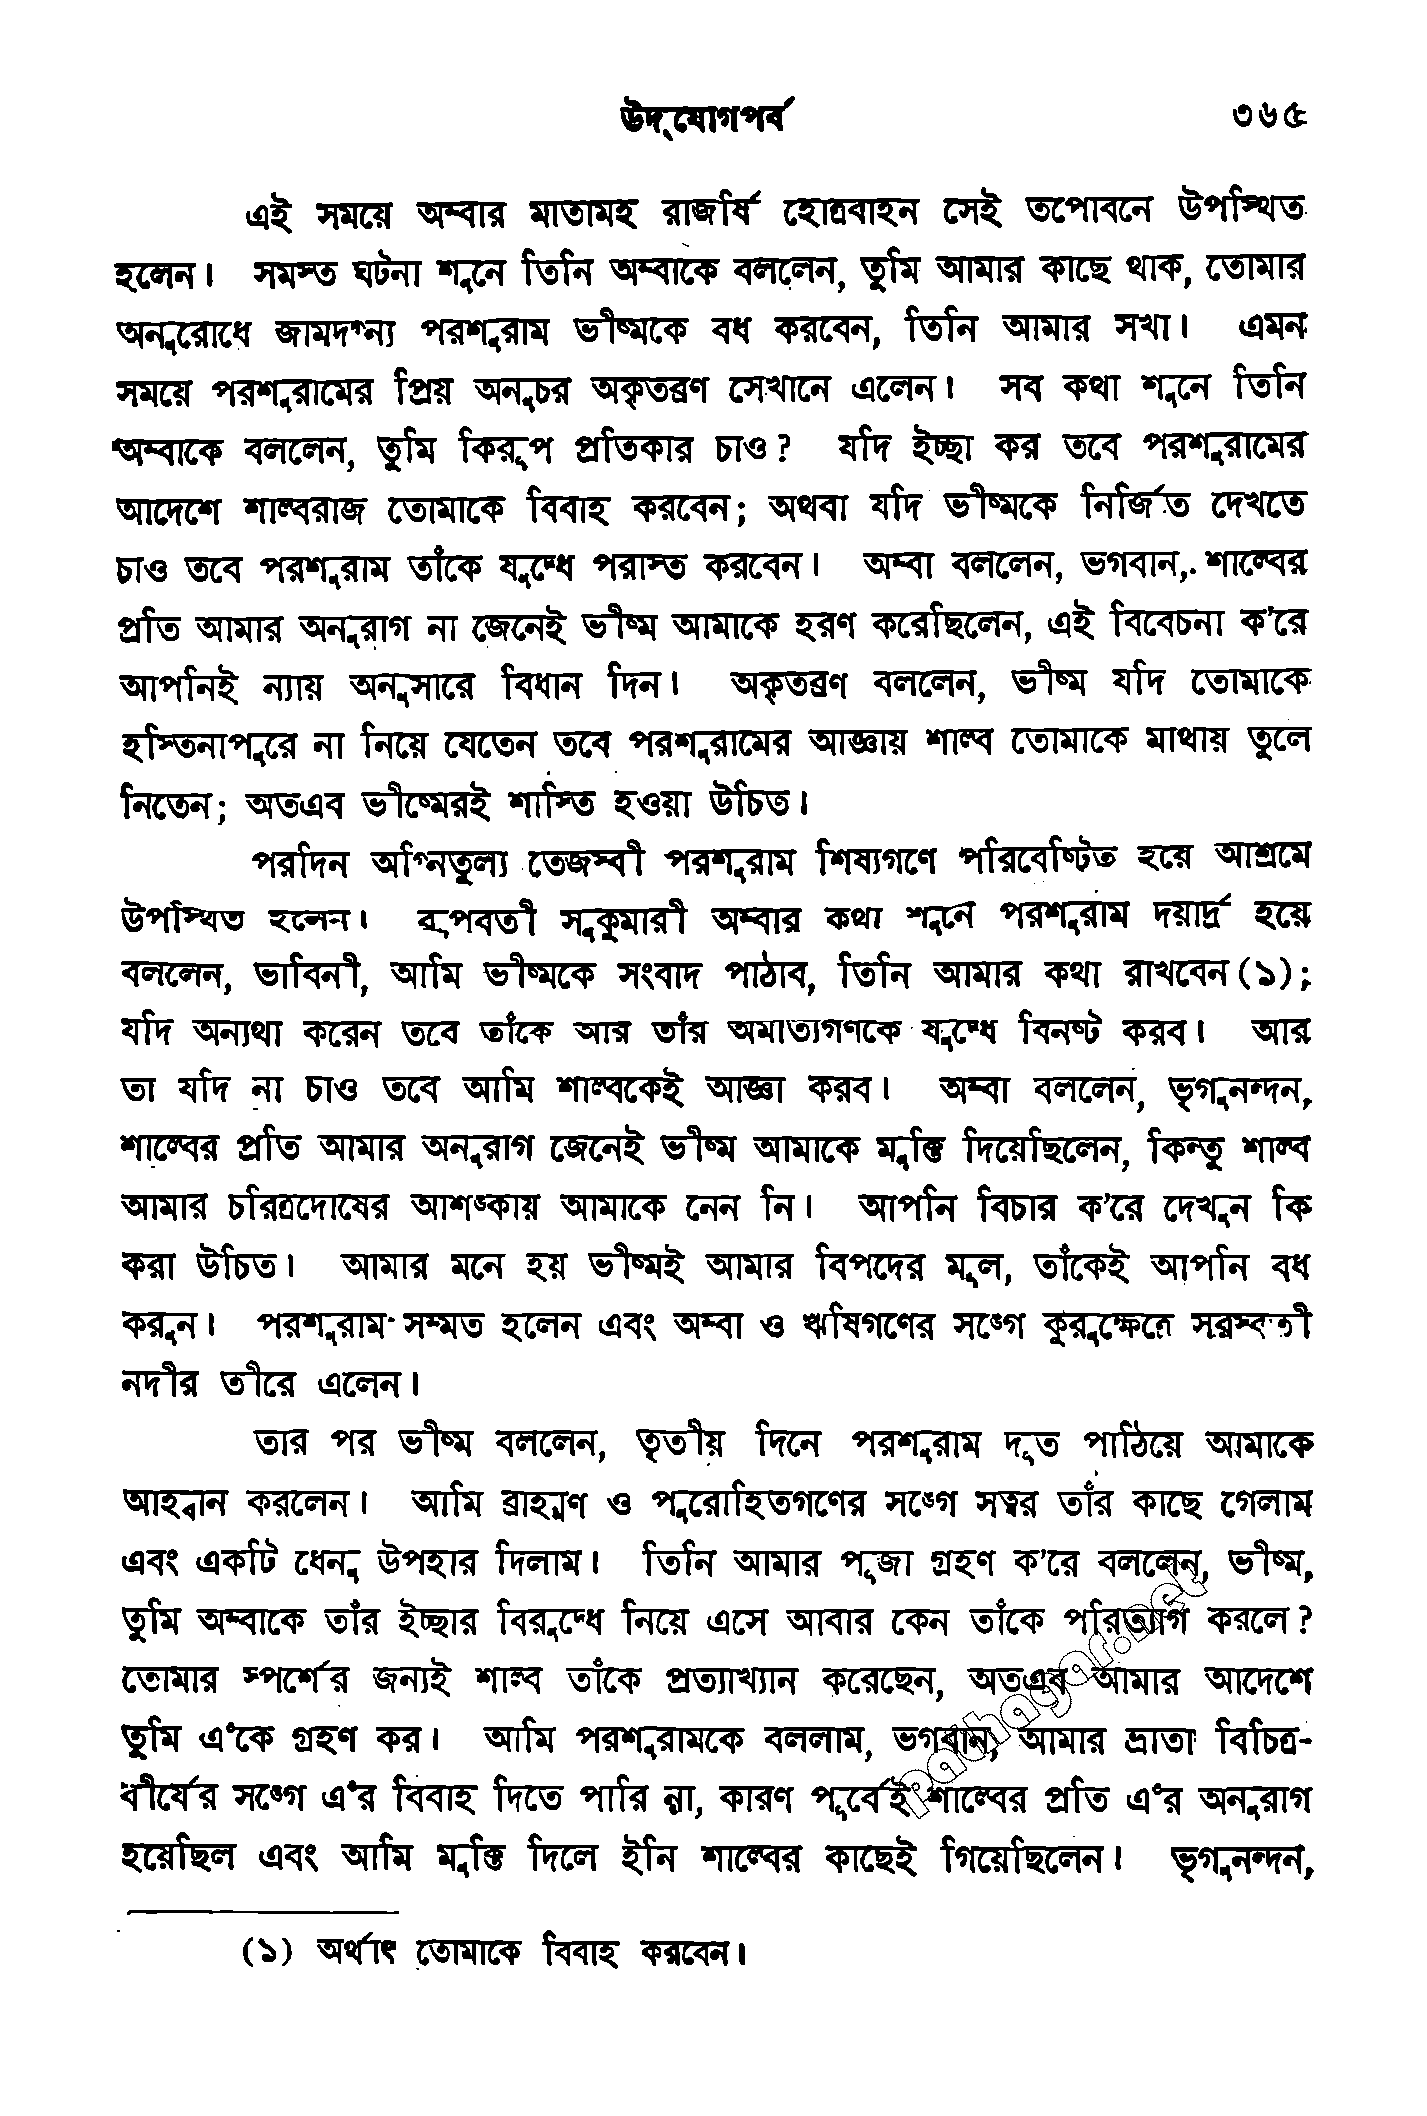 উদ্‌যোগপর্ব ৩৬৫
এই সময়ে অম্বার মাতামহ রাজর্ষি হোত্রবাহন সেই তপোবনে উপস্থিত
হলেন। সমস্ত ঘটনা শুনে তিনি অম্বাকে বললেন, তুমি আমার কাছে থাক, তোমার
অনুরোধে জামদগ্ন্য পরশুরাম ভীষ্মকে বধ করবেন, তিনি আমার সখা। এমন
সময়ে পরশুরামের প্রিয় অনুচর অকৃতব্রণ সেখানে এলেন। সব কথা শুনে তিনি
অম্বাকে বললেন, তুমি কিরূপ প্রতিকার চাও? যদি ইচ্ছা কর তবে পরশুরামের
আদেশে শাল্বরাজ তোমাকে বিবাহ করবেন; অথবা যদি ভীষ্মকে নির্জিত দেখতে
চাও তবে পরশুরাম তাঁকে যুদ্ধে পরাস্ত করবেন। অম্বা বললেন, ভগবান, শাল্বের
প্রতি আমার অনুরাগ না জেনেই ভীষ্ম আমাকে হরণ করেছিলেন, এই বিবেচনা ক'রে
আপনিই ন্যায় অনুসারে বিধান দিন। অকৃতব্রণ বললেন, ভীষ্ম যদি তোমাকে
হস্তিনাপুরে না নিয়ে যেতেন তবে পরশুরামের আজ্ঞায় শাল্ব তোমাকে মাথায় তুলে
নিতেন; অতএব ভীষ্মেরই শাস্তি হওয়া উচিত।
পরদিন অগ্নিতুল্য তেজস্বী পরশুরাম শিষ্যগণে পরিবেষ্টিত হয়ে আশ্রমে
উপস্থিত হলেন। রূপবতী সুকুমারী অম্বার কথা শুনে পরশুরাম দয়ার্দ্র হয়ে
বললেন, ভাবিনী, আমি ভীষ্মকে সংবাদ পাঠাব, তিনি আমার কথা রাখবেন(১);
যদি অন্যথা করেন তবে তাঁকে আর তাঁর অমাত্যগণকে যুদ্ধে বিনষ্ট করব। আর
তা যদি না চাও তবে আমি শাল্বকেই আজ্ঞা করব। অম্বা বললেন, ভৃগুনন্দন,
শাল্বের প্রতি আমার অনুরাগ জেনেই ভীষ্ম আমাকে মুক্তি দিয়েছিলেন, কিন্তু শাল্ব
আমার চরিত্রদোষের আশঙ্কায় আমাকে নেন নি। আপনি বিচার ক'রে দেখুন কি
করা উচিত। আমার মনে হয় ভীষ্মই আমার বিপদের মূল, তাঁকেই আপনি বধ
করুন। পরশুরাম সম্মত হলেন এবং অম্বা ও ঋষিগণের সঙ্গে কুরুক্ষেত্রে সরস্বতী
নদীর তীরে এলেন।
তার পর ভীষ্ম বললেন, তৃতীয় দিনে পরশুরাম দূত পাঠিয়ে আমাকে
আহ্বান করলেন। আমি ব্রাহ্মণ ও পুরোহিতগণের সঙ্গে সত্বর তাঁর কাছে গেলাম
এবং একটি ধেনু উপহার দিলাম। তিনি আমার পূজা গ্রহণ ক'রে বললেন, ভীষ্ম,
তুমি অম্বাকে তাঁর ইচ্ছার বিরুদ্ধে নিয়ে এসে আবার কেন তাঁকে পরিত্যাগ করলে?
তোমার স্পর্শের জন্যই শাল্ব তাঁকে প্রত্যাখ্যান করেছেন, অতএব আমার আদেশে
তুমি এঁকে গ্রহণ কর। আমি পরশুরামকে বললাম, ভগবান, আমার ভ্রাতা বিচিত্র-
বীর্যের সঙ্গে এঁর বিবাহ দিতে পারি না, কারণ পূর্বেই শাল্বের প্রতি এঁর অনুরাগ
হয়েছিল এবং আমি মুক্তি দিলে ইনি শাল্বের কাছেই গিয়েছিলেন। ভৃগুনন্দন,
(১) অর্থাৎ তোমাকে বিবাহ করবেন।
pathagar.net